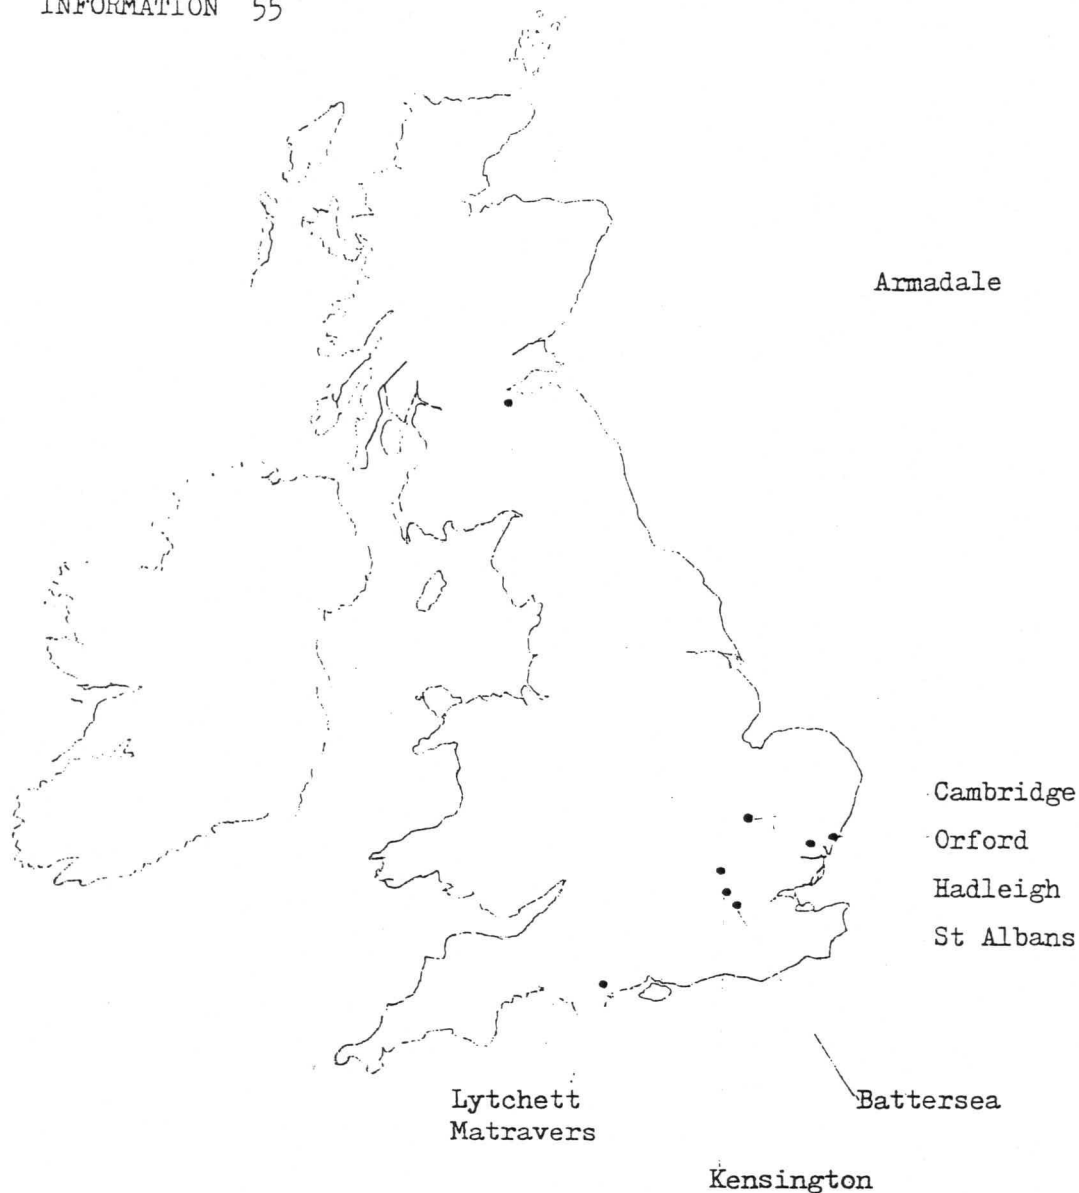 INFORMATION 55
Armadale
Cambridge
Orford
Hadleigh
St Albans
Lytchett
Matravers
Battersea
Kensington